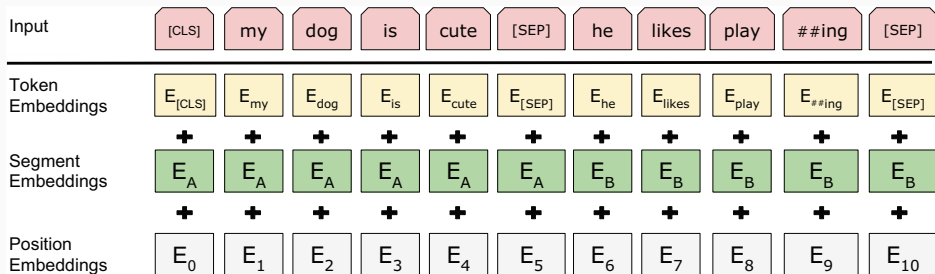 Input [CLS] my dog is cute [SEP] he likes play ##ing [SEP]
Token
Embeddings E[CLS] Emy Edog Eis Ecute E[SEP] Ehe Elikes Eplay E##ing E[SEP]
+ + + + + + + + + + +
Segment
Embeddings EA EA EA EA EA EA EB EB EB EB EB
+ + + + + + + + + + +
Position
Embeddings E0 E1 E2 E3 E4 E5 E6 E7 E8 E9 E10